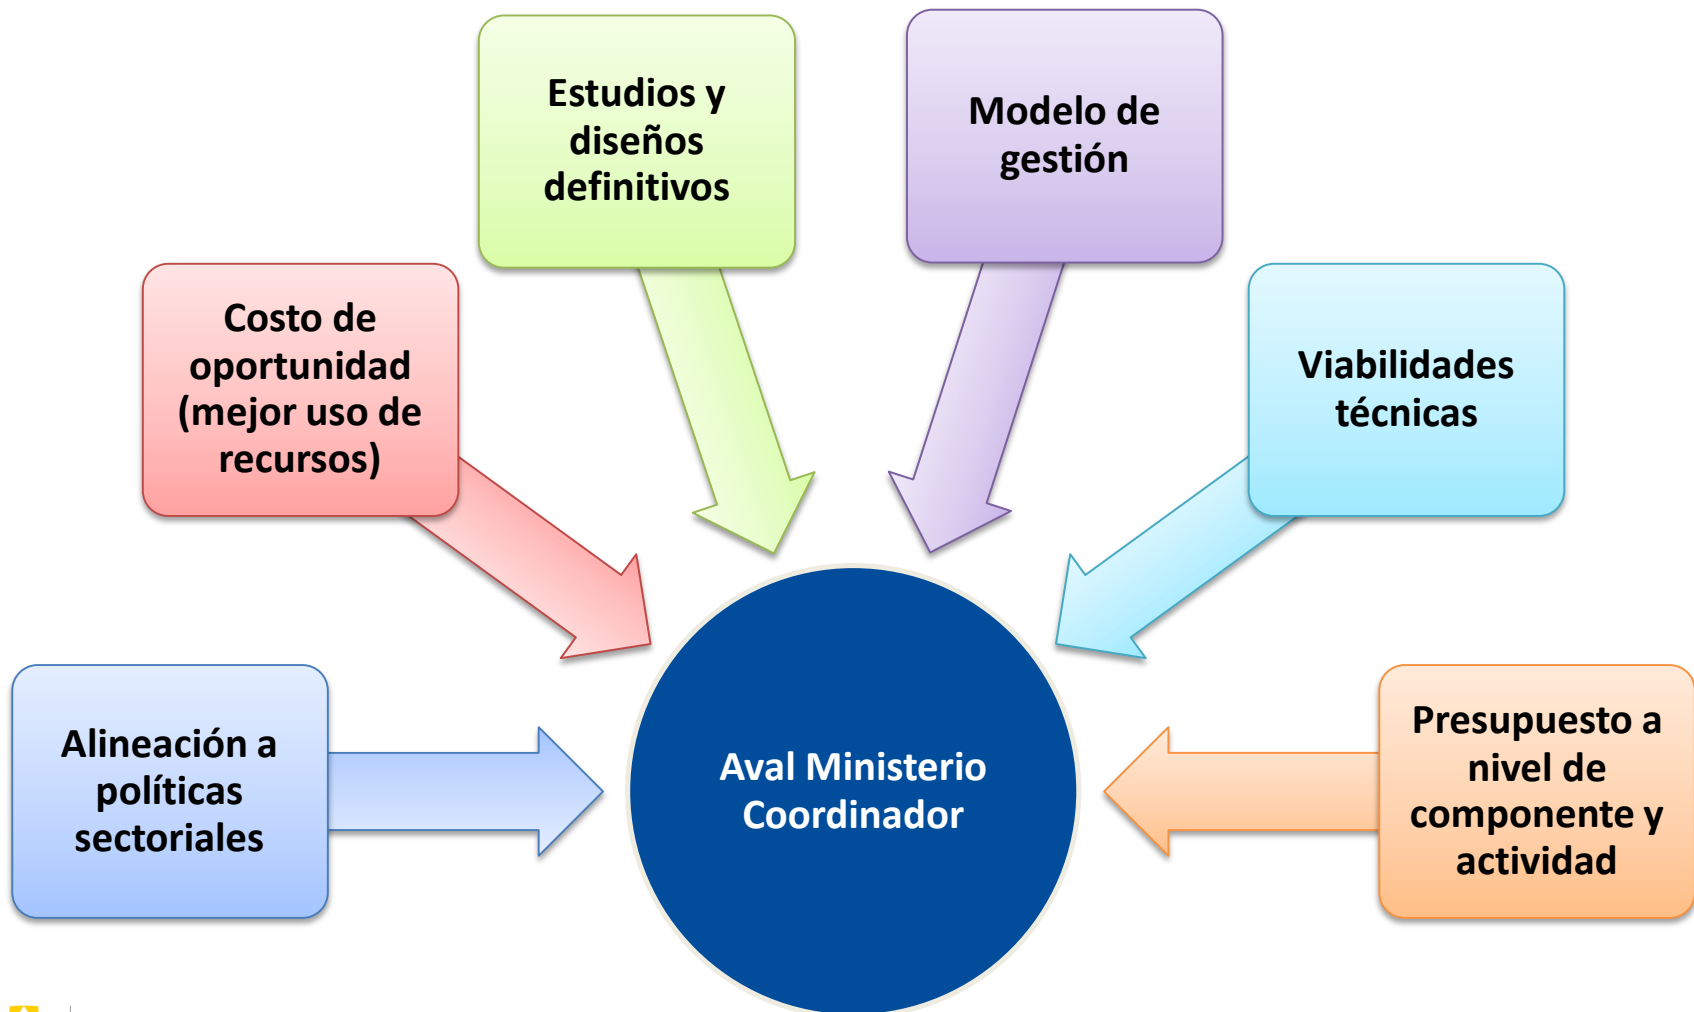 Estudios y
diseños
definitivos
Modelo de
gestión
Costo de
oportunidad
(mejor uso de
recursos)
Viabilidades
técnicas
Alineación a
políticas
sectoriales
Aval Ministerio
Coordinador
Presupuesto a
nivel de
componente y
actividad